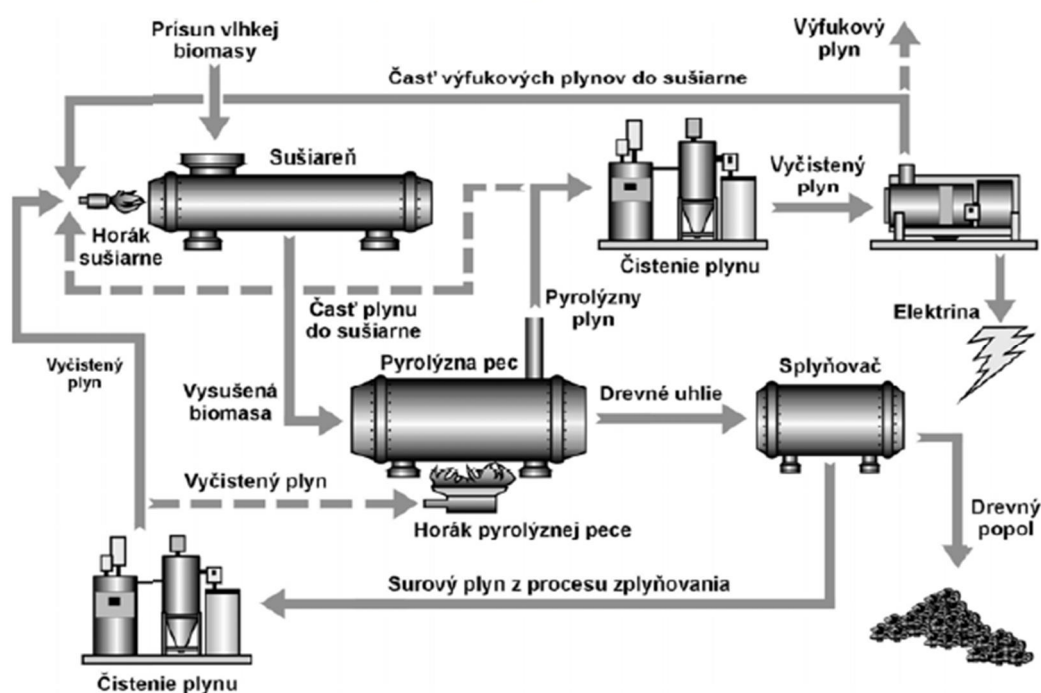 Prísun vlhkej
biomasy
Výfukový
plyn
Časť výfukových plynov do sušiarne
Sušiareň
Vyčistený
plyn
Horák
sušiarne
Čistenie plynu
Časť plynu
do sušiarne
Pyrolýzny
plyn
Elektrina
Vyčistený
plyn
Pyrolýzna pec
Splyňovač
Vysušená
biomasa
Drevné uhlie
Vyčistený plyn
Horák pyrolýznej pece
Drevný
popol
Surový plyn z procesu zplyňovania
Čistenie plynu